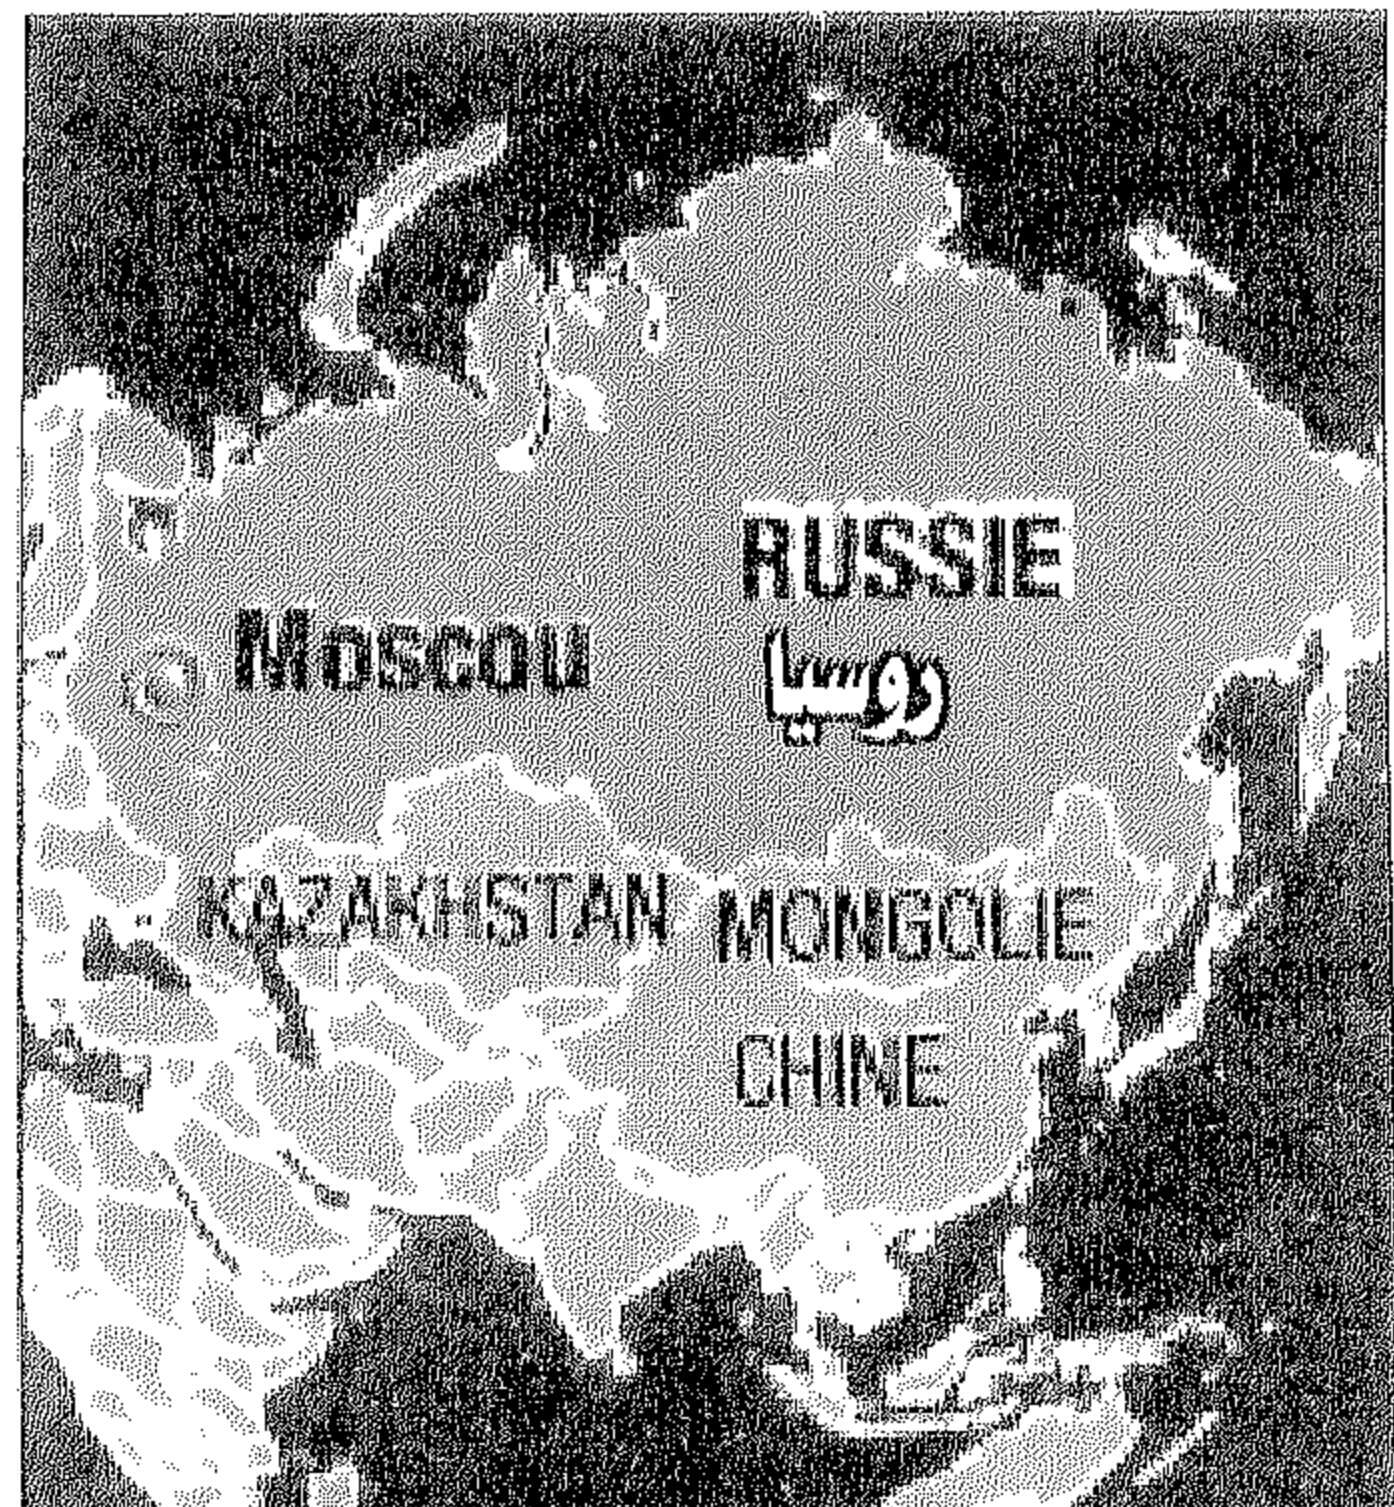 RUSSIE
Moscou
روسيا
KAZAKHSTAN
MONGOLIE
CHINE